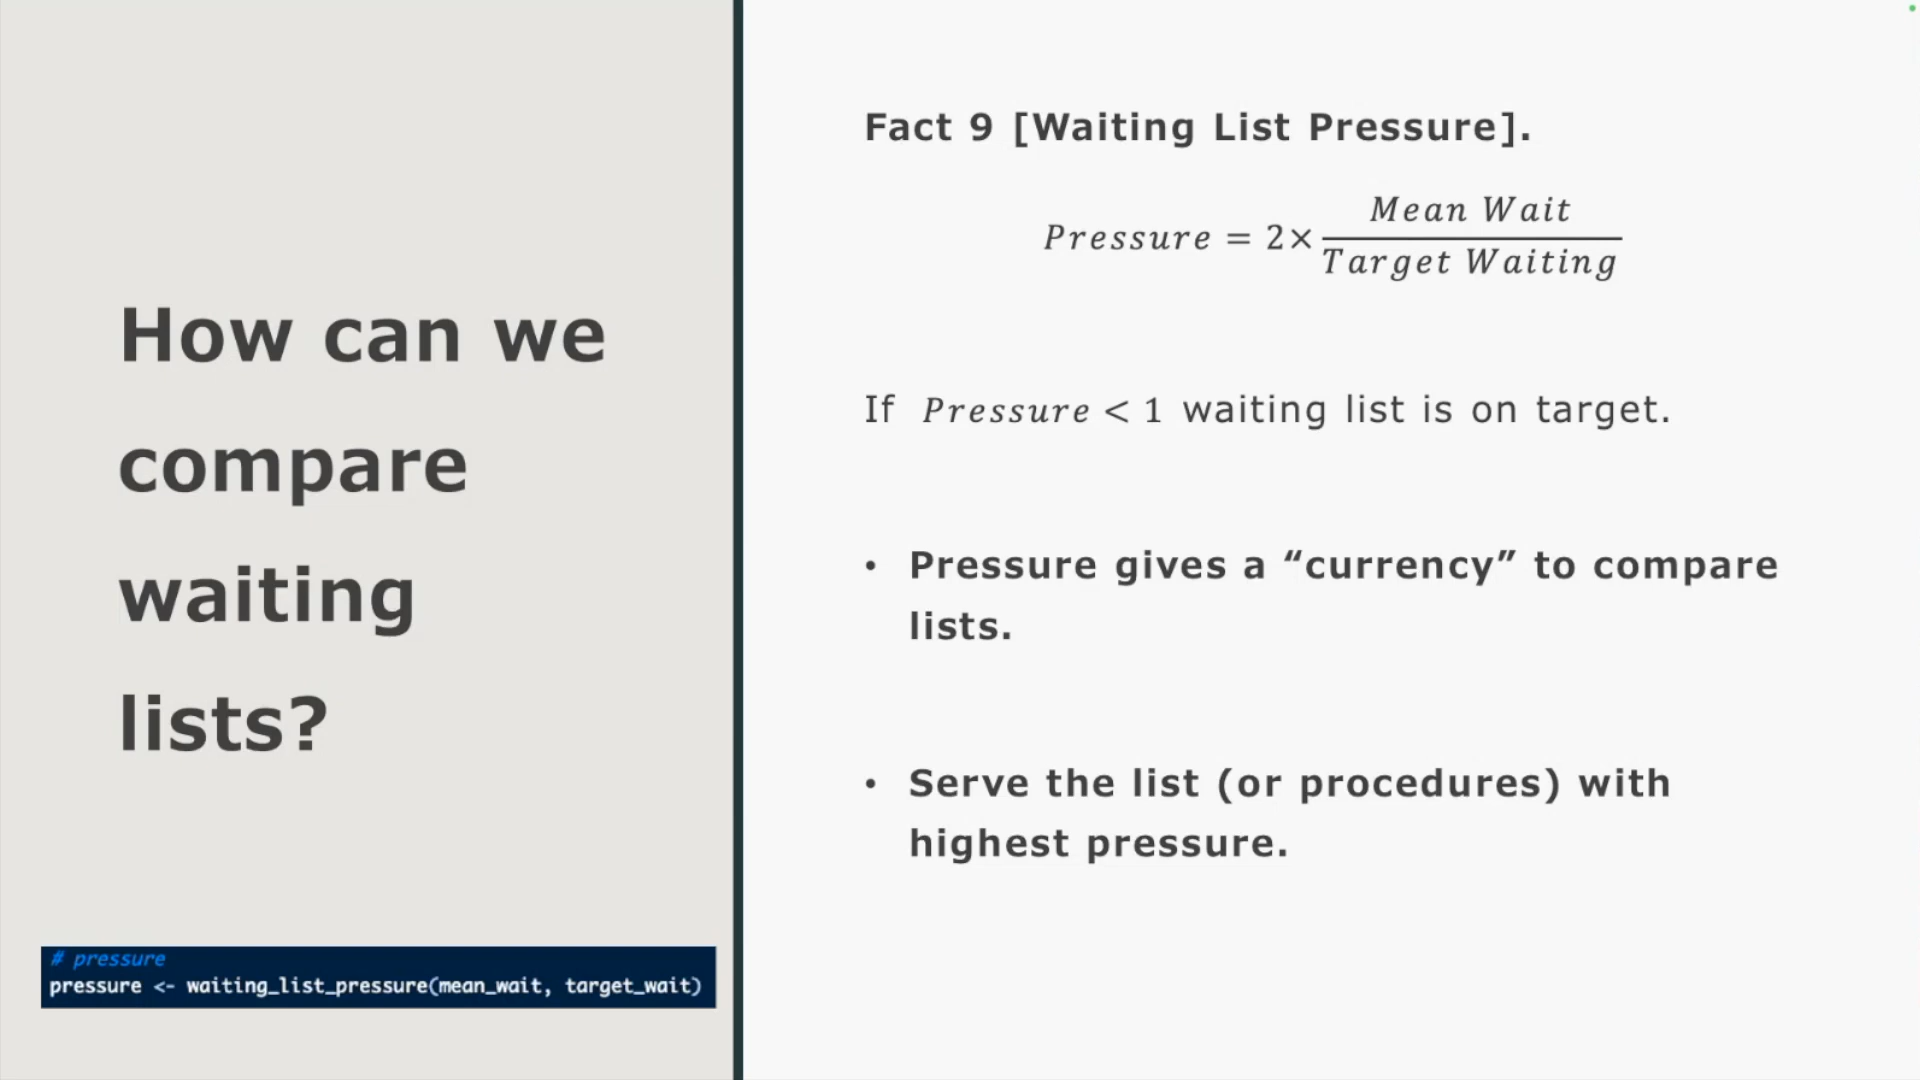 How can we
compare
waiting
lists?
# pressure
pressure <- waiting_list_pressure(mean_wait, target_wait)
Fact 9 [Waiting List Pressure].
Pressure = 2× Mean Wait / Target Waiting
If Pressure < 1 waiting list is on target.
• Pressure gives a “currency” to compare
lists.
• Serve the list (or procedures) with
highest pressure.